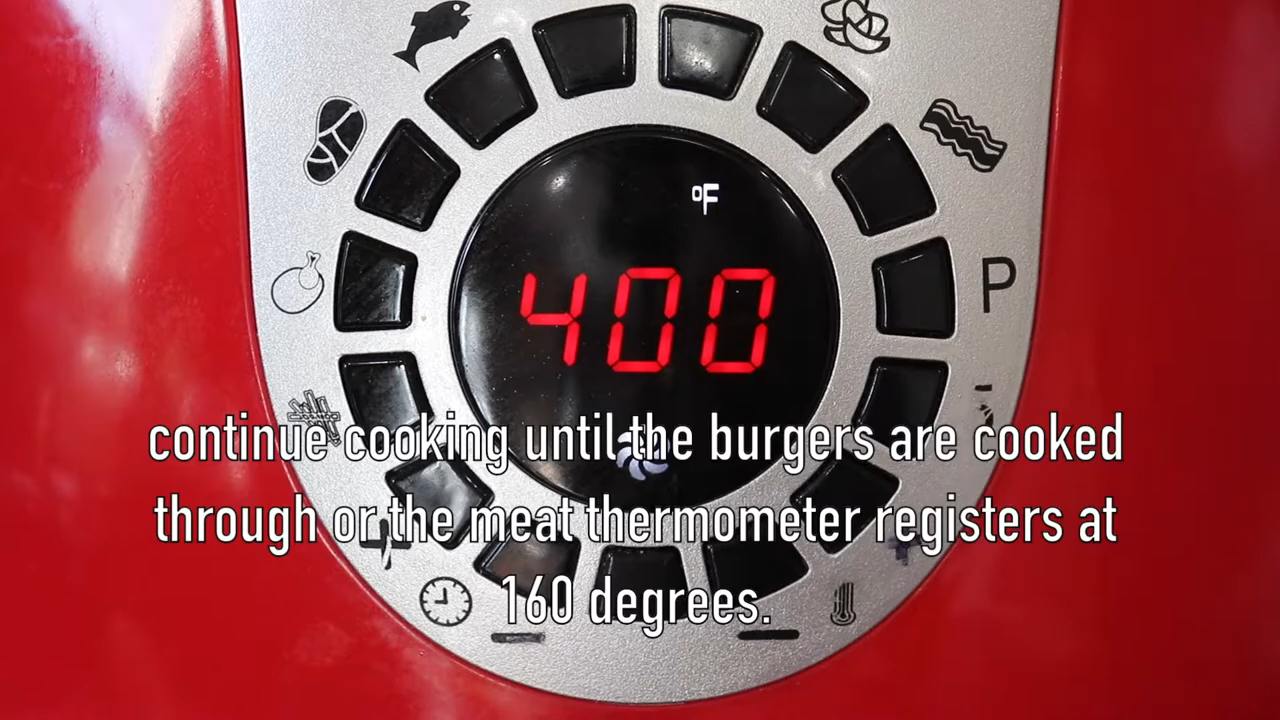 °F
P
400
continue cooking until the burgers are cooked
through or the meat thermometer registers at
160 degrees.